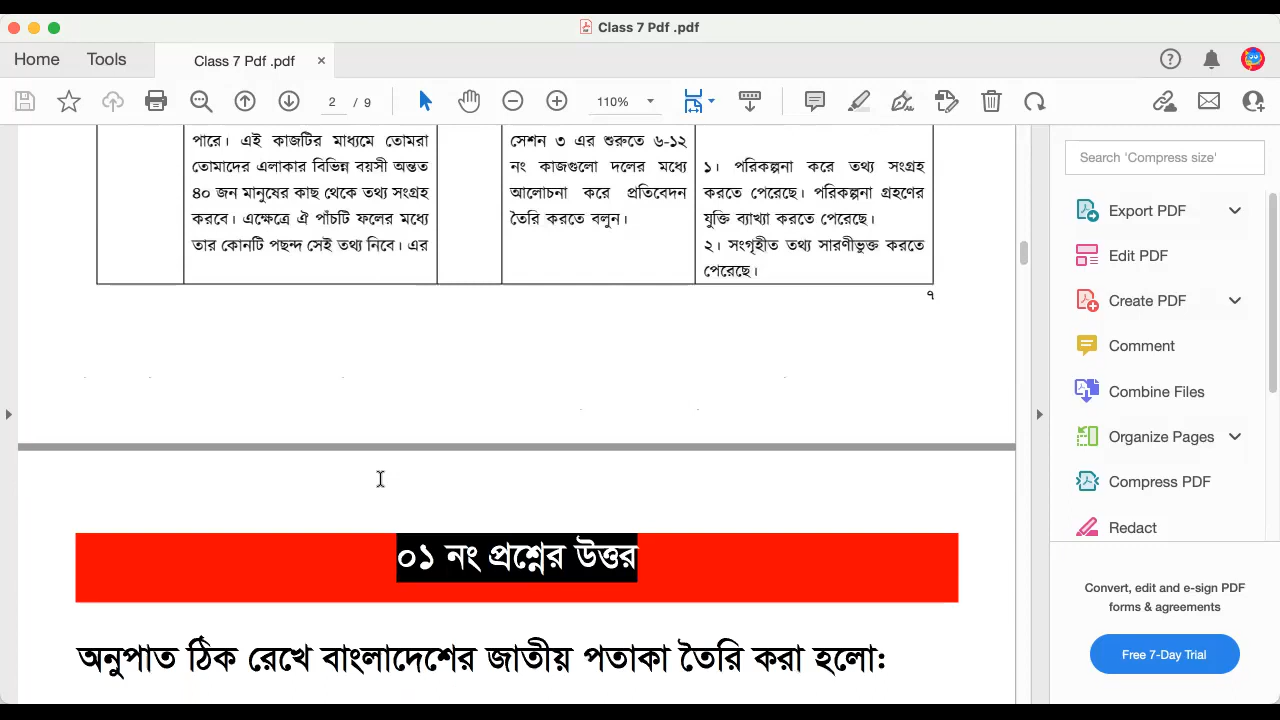 Class 7 Pdf .pdf
Home
Tools
Class 7 Pdf .pdf
×
2 / 9
110%
পারে। এই কাজটির মাধ্যমে তোমরা
তোমাদের এলাকার বিভিন্ন বয়সী অন্তত
৪০ জন মানুষের কাছ থেকে তথ্য সংগ্রহ
করবে। এক্ষেত্রে ঐ পাঁচটি ফলের মধ্যে
তার কোনটি পছন্দ সেই তথ্য নিবে। এর
সেশন ৩ এর শুরুতে ৬-১২
নং কাজগুলো দলের মধ্যে
আলোচনা করে প্রতিবেদন
তৈরি করতে বলুন।
১। পরিকল্পনা করে তথ্য সংগ্রহ
করতে পেরেছে। পরিকল্পনা গ্রহণের
যুক্তি ব্যাখ্যা করতে পেরেছে।
২। সংগৃহীত তথ্য সারণীভুক্ত করতে
পেরেছে।
৭
০১ নং প্রশ্নের উত্তর
অনুপাত ঠিক রেখে বাংলাদেশের জাতীয় পতাকা তৈরি করা হলো:
Search 'Compress size'
Export PDF
Edit PDF
Create PDF
Comment
Combine Files
Organize Pages
Compress PDF
Redact
Convert, edit and e-sign PDF
forms & agreements
Free 7-Day Trial